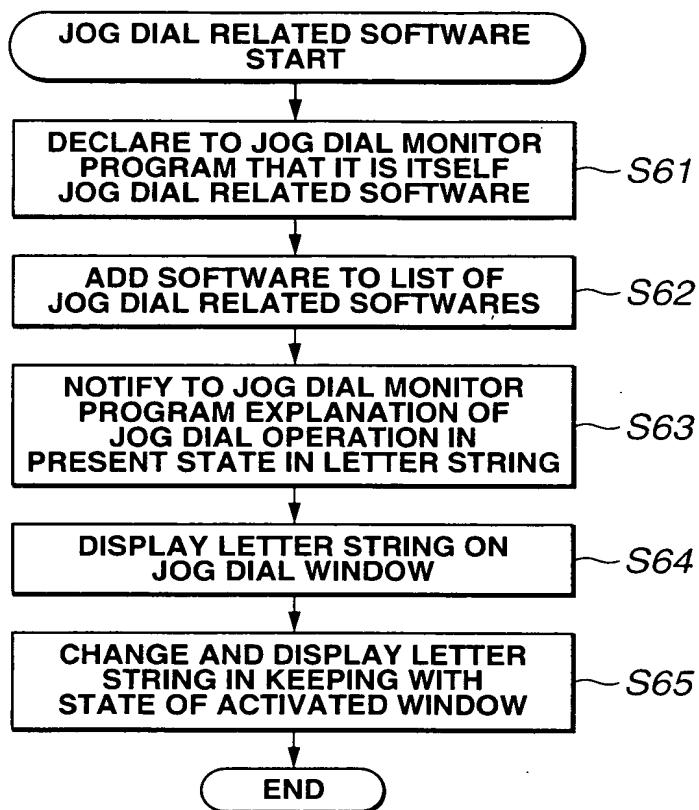 JOG DIAL RELATED SOFTWARE
START
DECLARE TO JOG DIAL MONITOR
PROGRAM THAT IT IS ITSELF
JOG DIAL RELATED SOFTWARE
S61
ADD SOFTWARE TO LIST OF
JOG DIAL RELATED SOFTWARES
S62
NOTIFY TO JOG DIAL MONITOR
PROGRAM EXPLANATION OF
JOG DIAL OPERATION IN
PRESENT STATE IN LETTER STRING
S63
DISPLAY LETTER STRING ON
JOG DIAL WINDOW
S64
CHANGE AND DISPLAY LETTER
STRING IN KEEPING WITH
STATE OF ACTIVATED WINDOW
S65
END